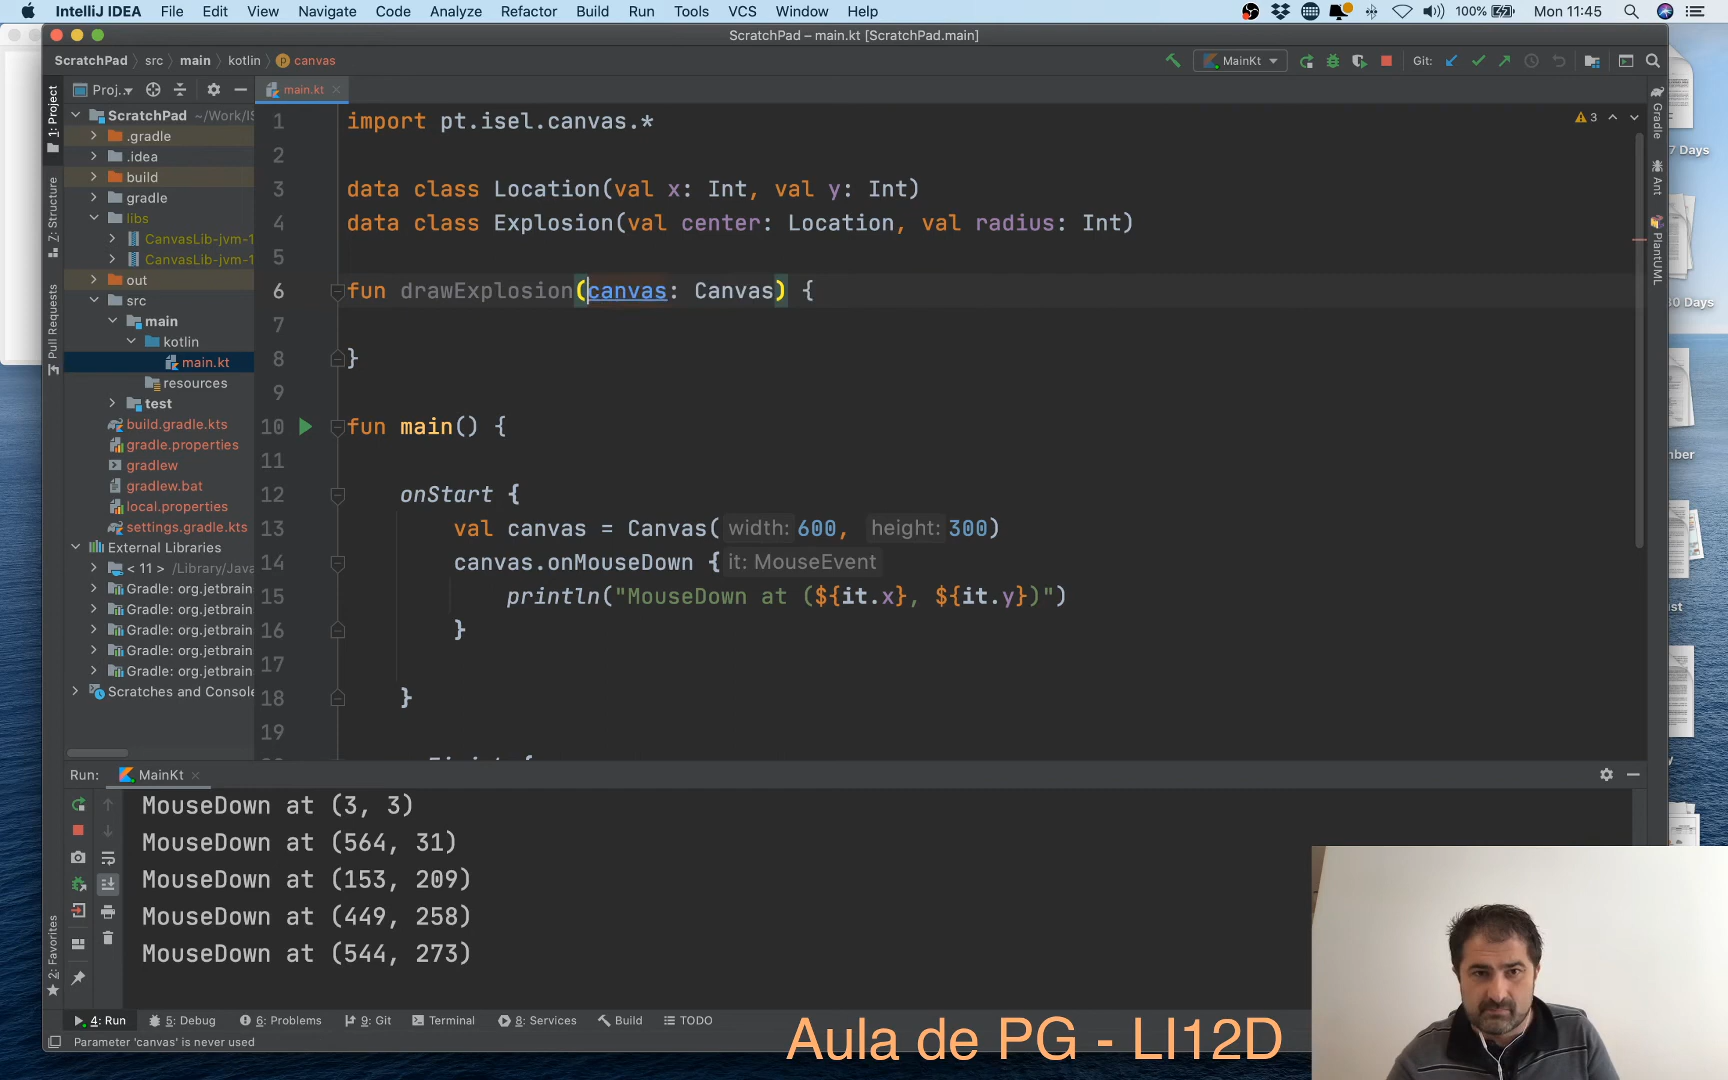 IntelliJ IDEA File Edit View Navigate Code Analyze Refactor Build Run Tools VCS Window Help 100% Mon 11:45
ScratchPad – main.kt [ScratchPad.main]
ScratchPad src main kotlin canvas MainKt Git:
Proj.. main.kt
ScratchPad ~/Work/IS
.gradle
.idea
build
gradle
libs
CanvasLib-jvm-1
CanvasLib-jvm-1
out
src
main
kotlin
main.kt
resources
test
build.gradle.kts
gradle.properties
gradlew
gradlew.bat
local.properties
settings.gradle.kts
External Libraries
< 11 > /Library/Java
Gradle: org.jetbrain
Gradle: org.jetbrain
Gradle: org.jetbrain
Gradle: org.jetbrain
Gradle: org.jetbrain
Scratches and Console
1: Project
Z: Structure
Pull Requests
2: Favorites
1 import pt.isel.canvas.*
2
3 data class Location(val x: Int, val y: Int)
4 data class Explosion(val center: Location, val radius: Int)
5
6 fun drawExplosion(canvas: Canvas) {
7
8 }
9
10 fun main() {
11
12 onStart {
13 val canvas = Canvas( width: 600, height: 300)
14 canvas.onMouseDown { it: MouseEvent
15 println("MouseDown at (${it.x}, ${it.y})")
16 }
17
18 }
19
3
Gradle
Ant
PlantUML
7 Days
30 Days
Run: MainKt
MouseDown at (3, 3)
MouseDown at (564, 31)
MouseDown at (153, 209)
MouseDown at (449, 258)
MouseDown at (544, 273)
4: Run 5: Debug 6: Problems 9: Git Terminal 8: Services Build TODO
Parameter 'canvas' is never used
Aula de PG - LI12D